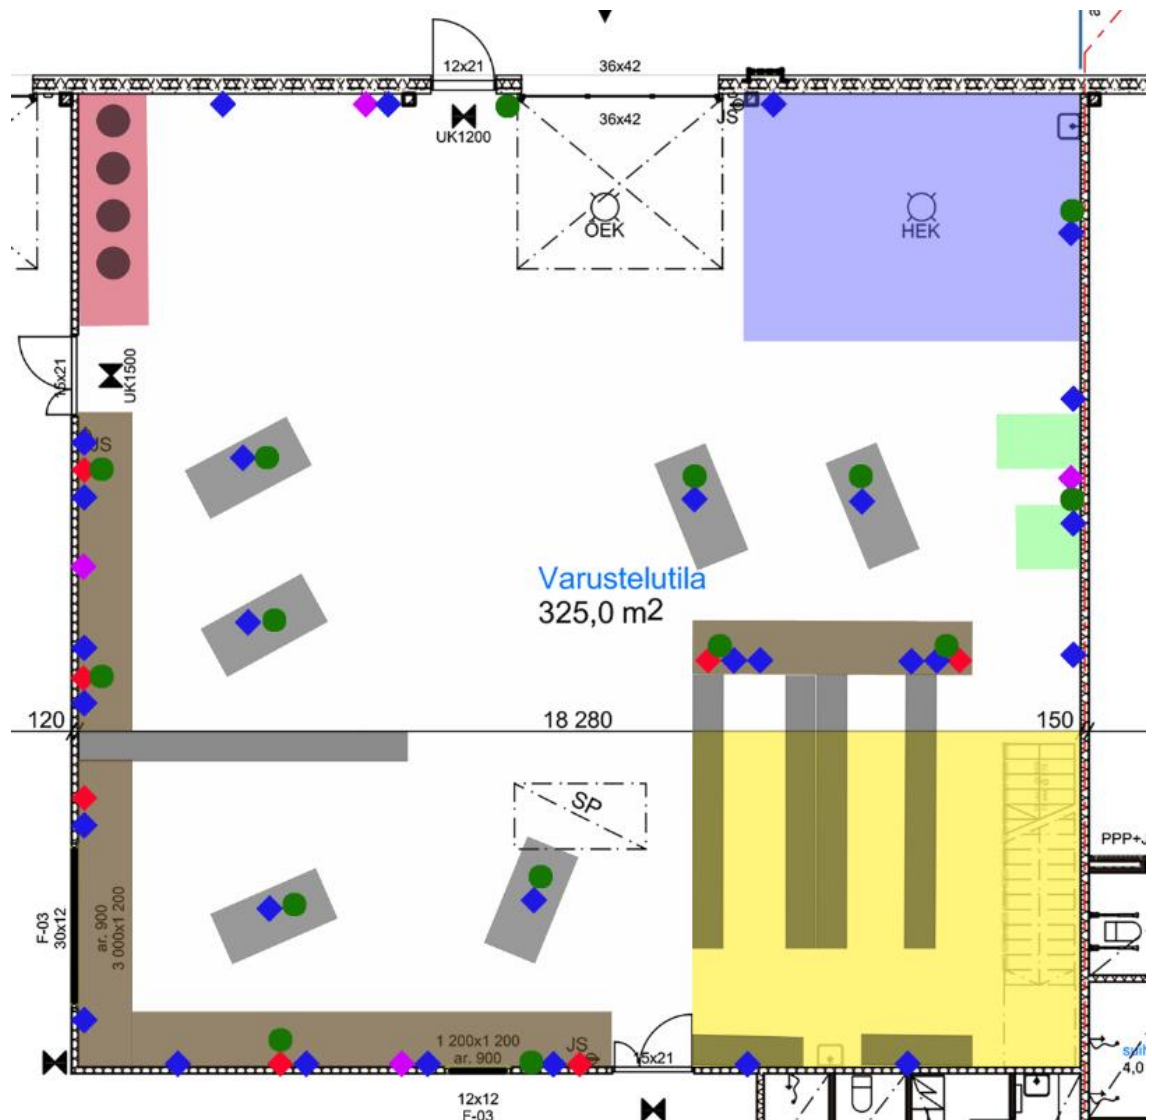 12x21
36x42
UK1200
36x42
JS
ÖEK
HEK
15x21
UK1500
JS
Varustelutila
325,0 m2
120
18 280
150
SP
PPP+J
F-03
30x12
ar. 900
3 000x1 200
1 200x1 200
ar. 900
JS
15x21
12x12
F-03
4,0